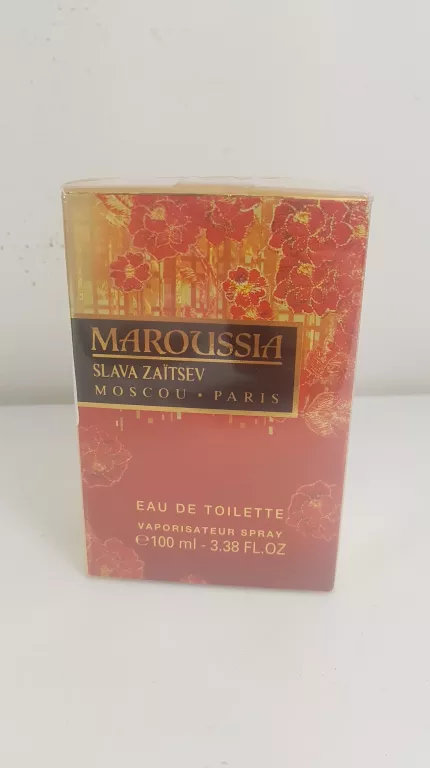 MAROUSSIA
SLAVA ZAÏTSEV
MOSCOU • PARIS
EAU DE TOILETTE
VAPORISATEUR SPRAY
℮100 ml - 3.38 FL.OZ